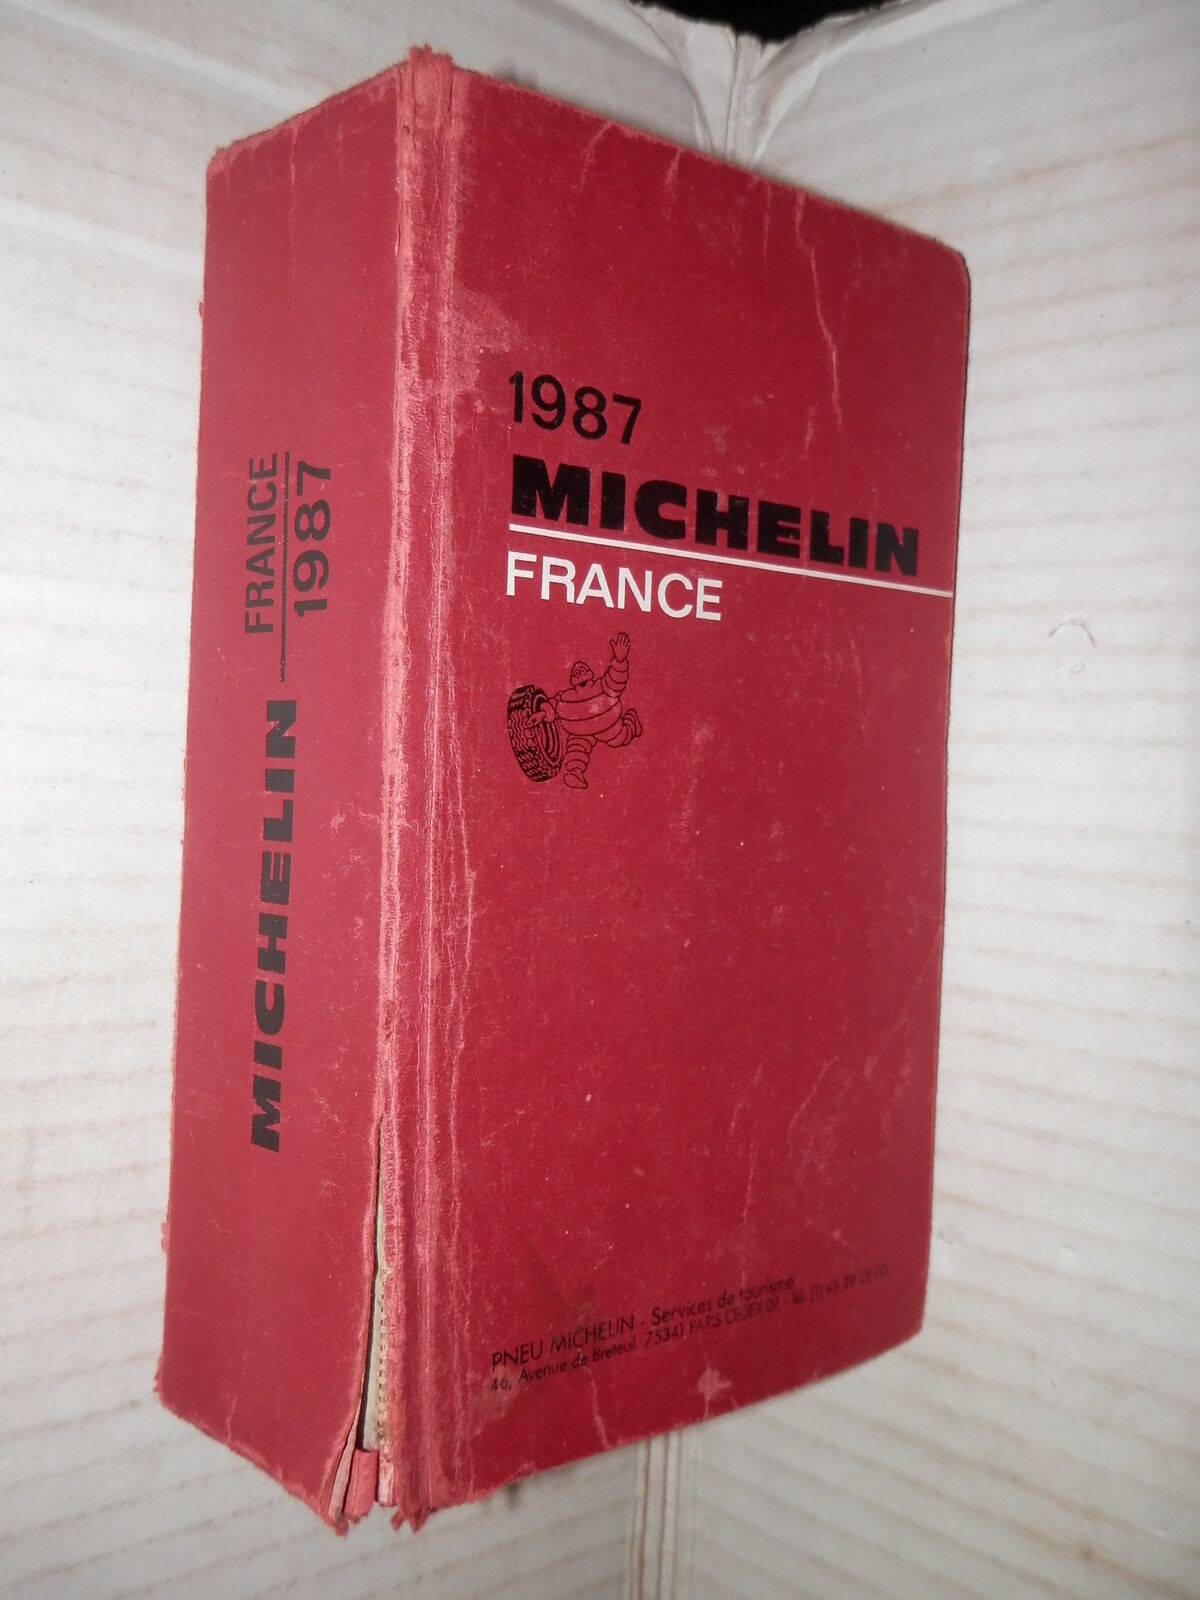 MICHELIN FRANCE
1987
1987
MICHELIN
FRANCE
PNEU MICHELIN - Services de tourisme
46, Avenue de Breteuil 75341 PARIS CEDEX 07 - Tél. (1) 45 39 25 00